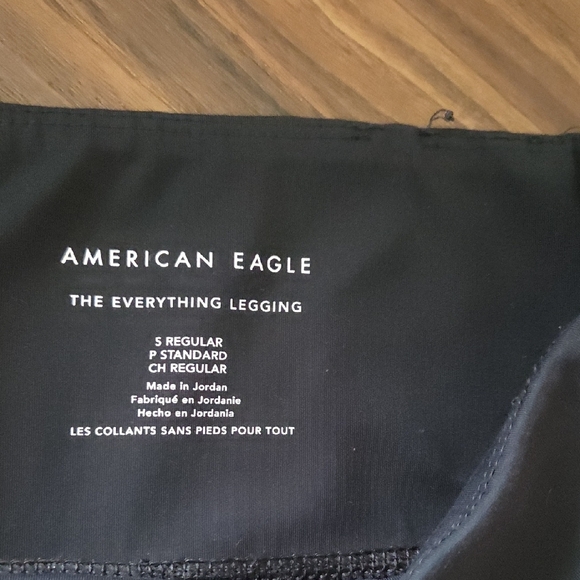 AMERICAN EAGLE
THE EVERYTHING LEGGING
S REGULAR
P STANDARD
CH REGULAR
Made in Jordan
Fabriqué en Jordanie
Hecho en Jordania
LES COLLANTS SANS PIEDS POUR TOUT